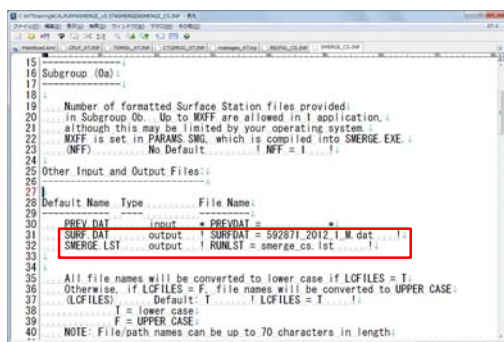 15 --------------
16 Subgroup (0a)
17 --------------
18
19 Number of formatted Surface Station files provided
20 in Subgroup 0b. Up to MXFF are allowed in 1 application,
21 although this may be limited by your operating system.
22 MXFF is set in PARAMS.SMG, which is compiled into SMERGE.EXE.
23 (NFF) No Default ! NFF = 1 !
24
25 Other Input and Output Files:
26 -----------------------------
27
28 Default Name Type File Name
29 ------------ ---- ---------
30 PREV.DAT input * PREVDAT = *
31 SURF.DAT output ! SURFDAT = 592871_2012_1_M.dat !
32 SMERGE.LST output ! RUNLST = smerge_cs.lst !
33
34
35 All file names will be converted to lower case if LCFILES = T
36 Otherwise, if LCFILES = F, file names will be converted to UPPER CASE
37 (LCFILES) Default: T ! LCFILES = T !
38 T = lower case
39 F = UPPER CASE
40 NOTE: File/path names can be up to 70 characters in length